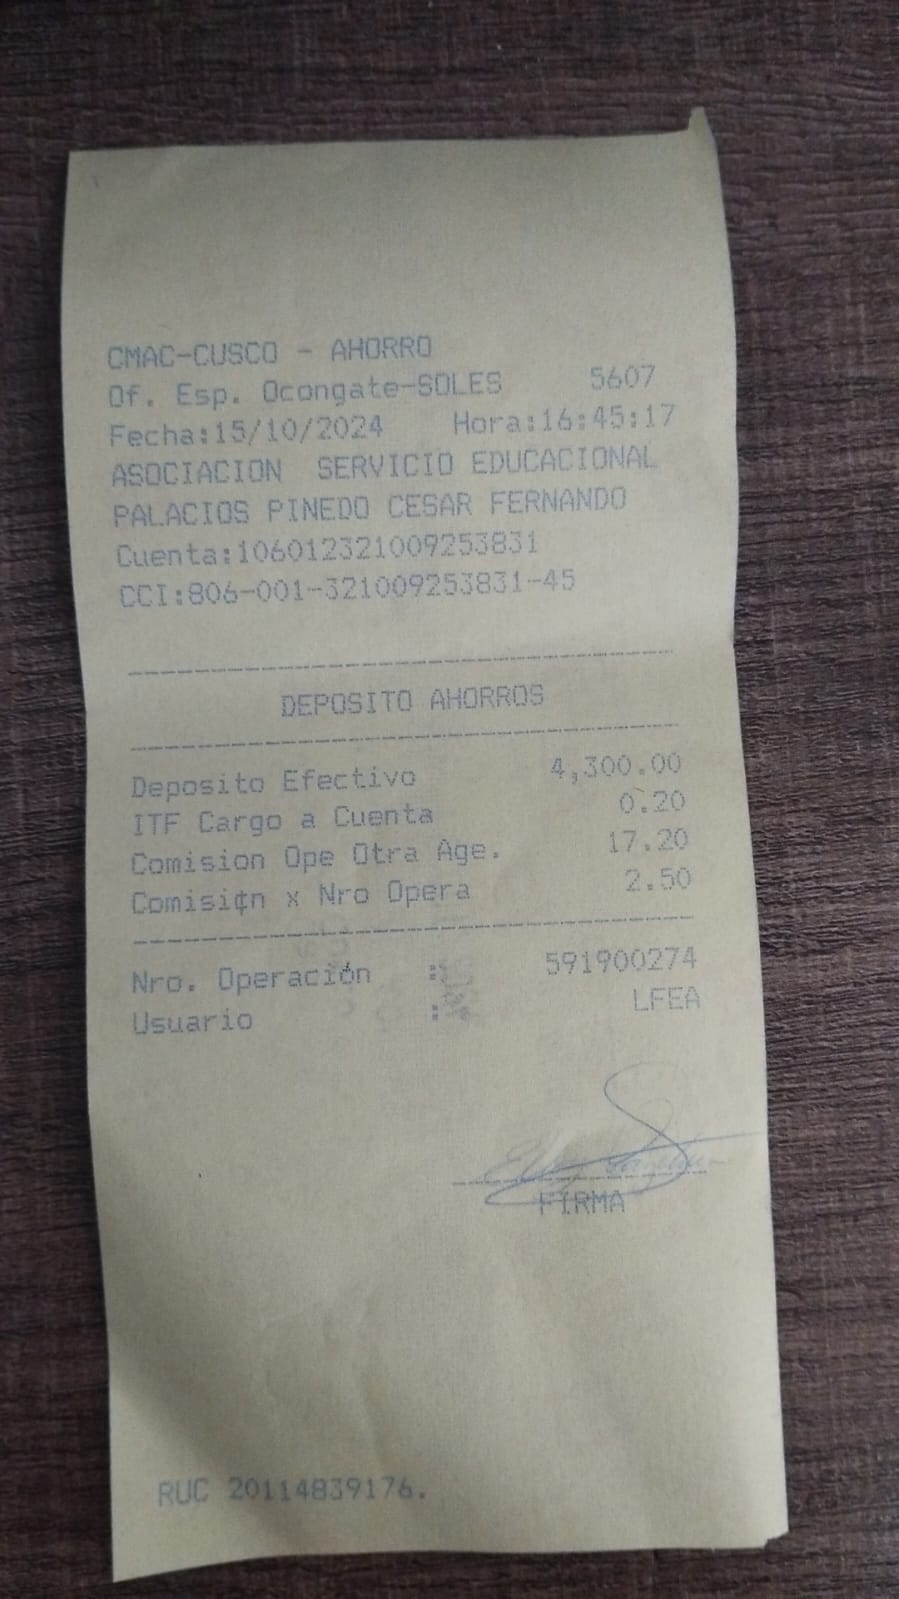 CMAC-CUSCO - AHORRO
Of. Esp. Ocongate-SOLES 5607
Fecha:15/10/2024 Hora:16:45:17
ASOCIACION SERVICIO EDUCACIONAL
PALACIOS PINEDO CESAR FERNANDO
Cuenta:106012321009253831
CCI:806-001-321009253831-45
DEPOSITO AHORROS
Deposito Efectivo 4,300.00
ITF Cargo a Cuenta 0.20
Comision Ope Otra Age. 17.20
Comisi¢n x Nro Opera 2.50
Nro. Operación : 591900274
Usuario : LFEA
FIRMA
RUC 20114839176.